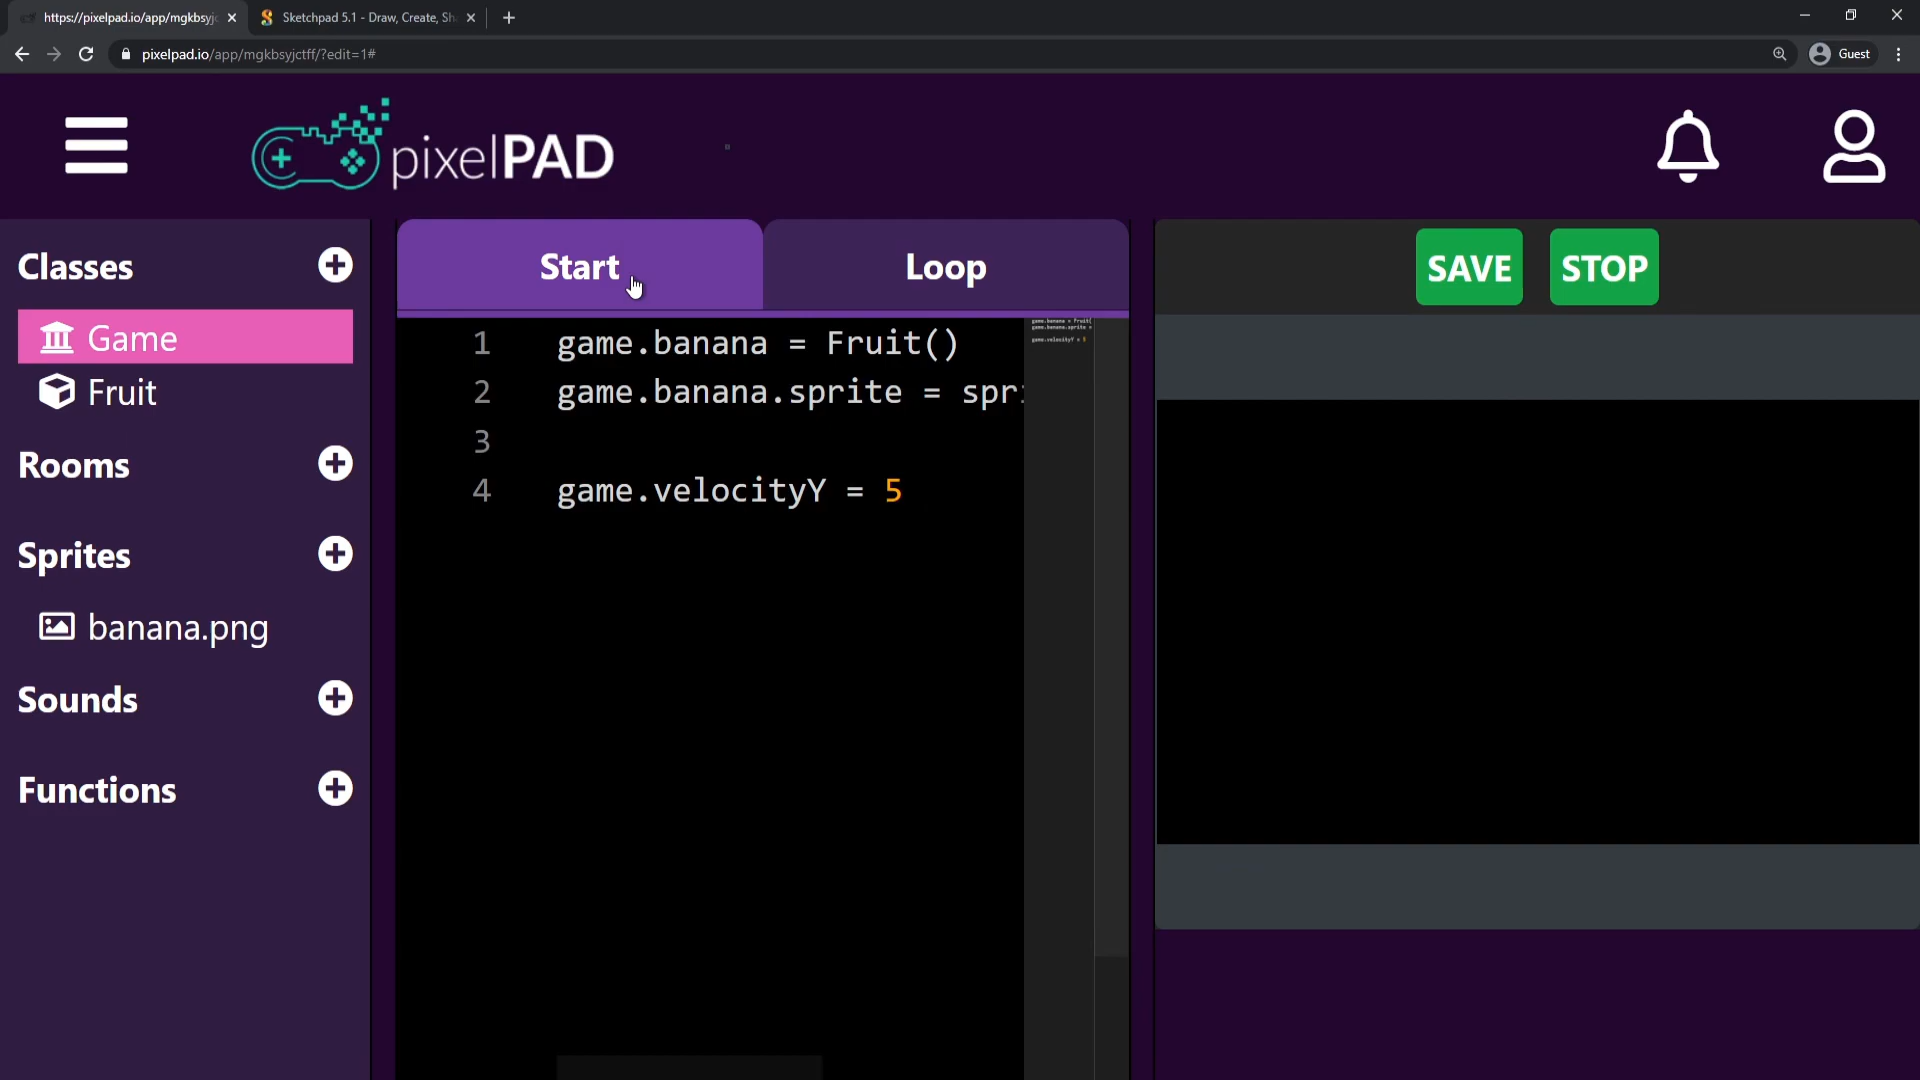 https://pixelpad.io/app/mgkbsyjc
Sketchpad 5.1 - Draw, Create, Sh
pixelpad.io/app/mgkbsyjctff/?edit=1#
Guest
pixelPAD
Classes
Game
Fruit
Rooms
Sprites
banana.png
Sounds
Functions
Start
Loop
1 game.banana = Fruit()
2 game.banana.sprite = spr
3
4 game.velocityY = 5
SAVE
STOP